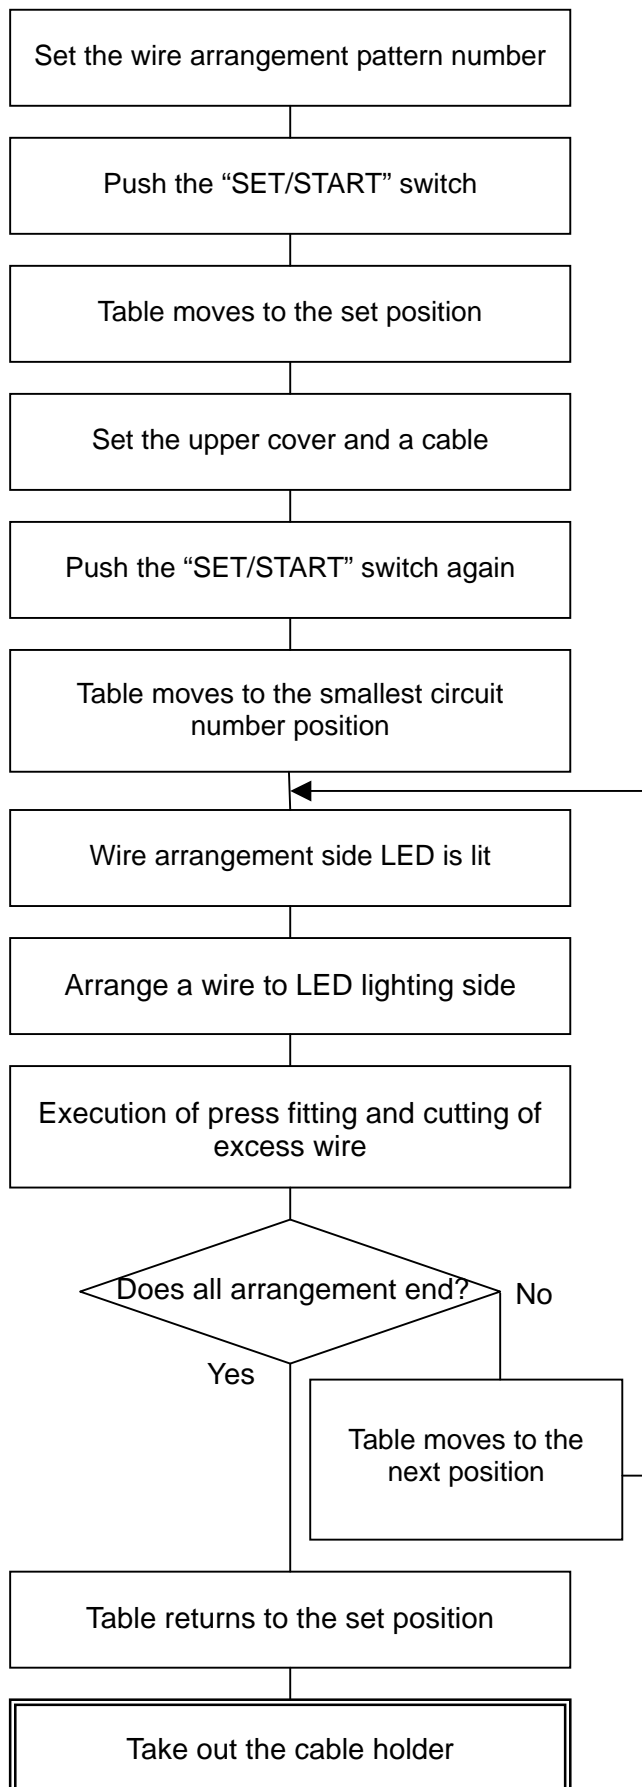 Set the wire arrangement pattern number
Push the “SET/START” switch
Table moves to the set position
Set the upper cover and a cable
Push the “SET/START” switch again
Table moves to the smallest circuit
number position
Wire arrangement side LED is lit
Arrange a wire to LED lighting side
Execution of press fitting and cutting of
excess wire
Does all arrangement end?
No
Yes
Table moves to the
next position
Table returns to the set position
Take out the cable holder